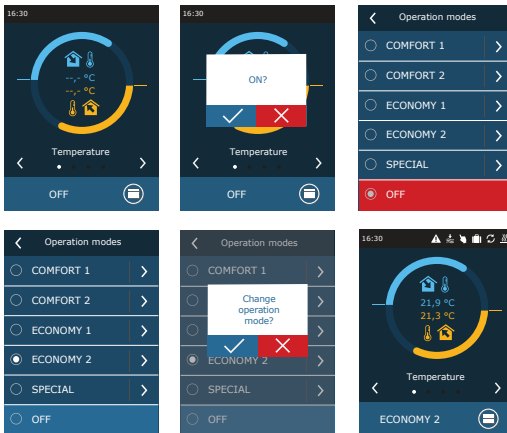 16:30
--,- °C
--,- °C
Temperature
OFF
16:30
ON?
Temperature
OFF
Operation modes
COMFORT 1
COMFORT 2
ECONOMY 1
ECONOMY 2
SPECIAL
OFF
Operation modes
COMFORT 1
COMFORT 2
ECONOMY 1
ECONOMY 2
SPECIAL
OFF
Operation modes
COMFORT 1
Change
operation
mode?
ECONOMY 2
SPECIAL
OFF
16:30
21,9 °C
21,3 °C
Temperature
ECONOMY 2